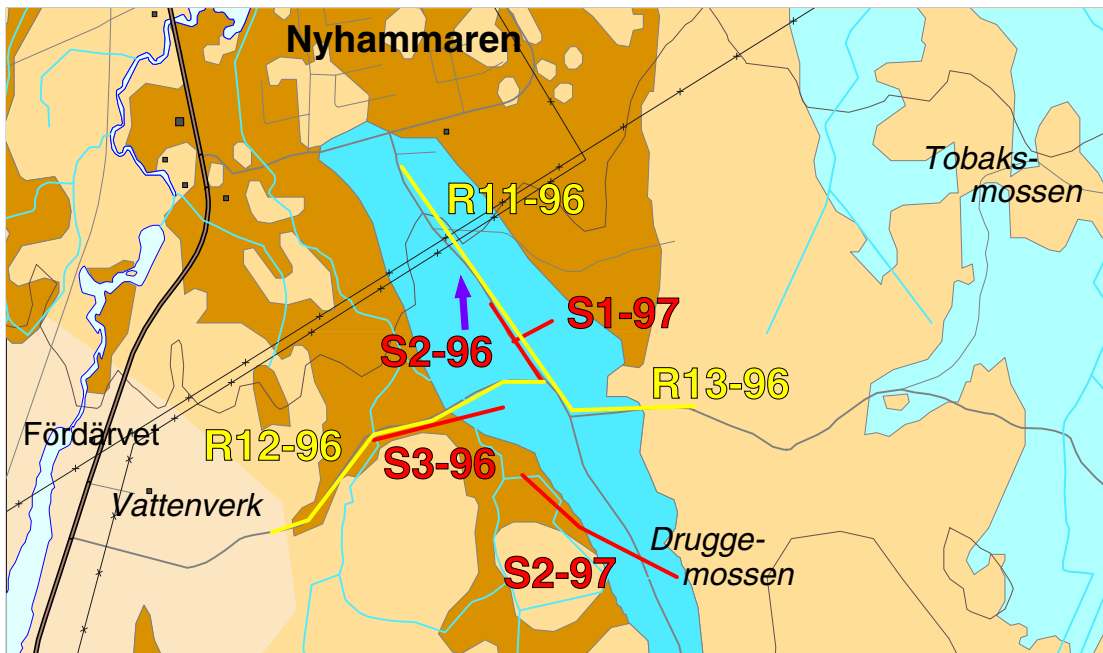 Nyhammaren
Tobaks-
mossen
R11-96
S1-97
S2-96
R13-96
Fördärvet
R12-96
S3-96
Vattenverk
Drugge-
mossen
S2-97